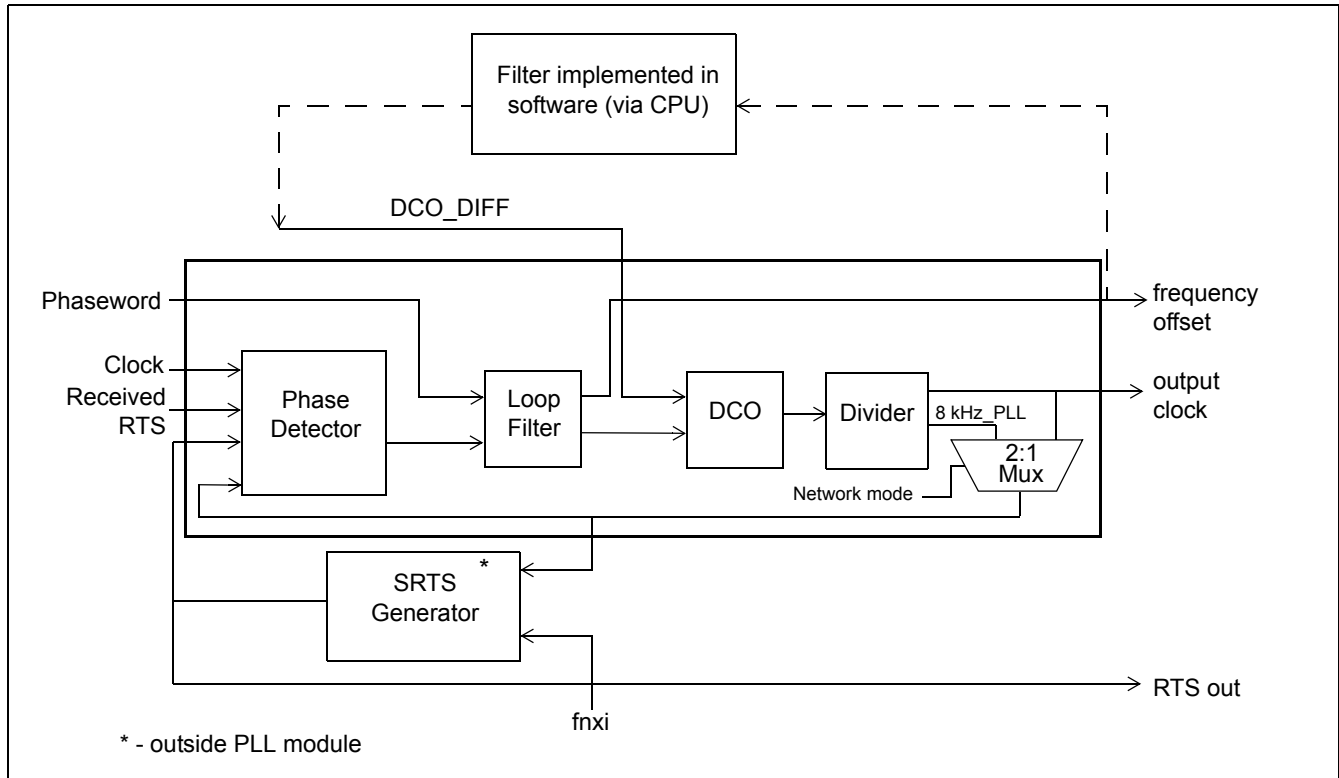 Filter implemented in
software (via CPU)
DCO_DIFF
Phaseword
frequency
offset
Clock
Received
RTS
Phase
Detector
Loop
Filter
DCO
Divider
8 kHz_PLL
output
clock
2:1
Mux
Network mode
SRTS
Generator
*
RTS out
fnxi
* - outside PLL module